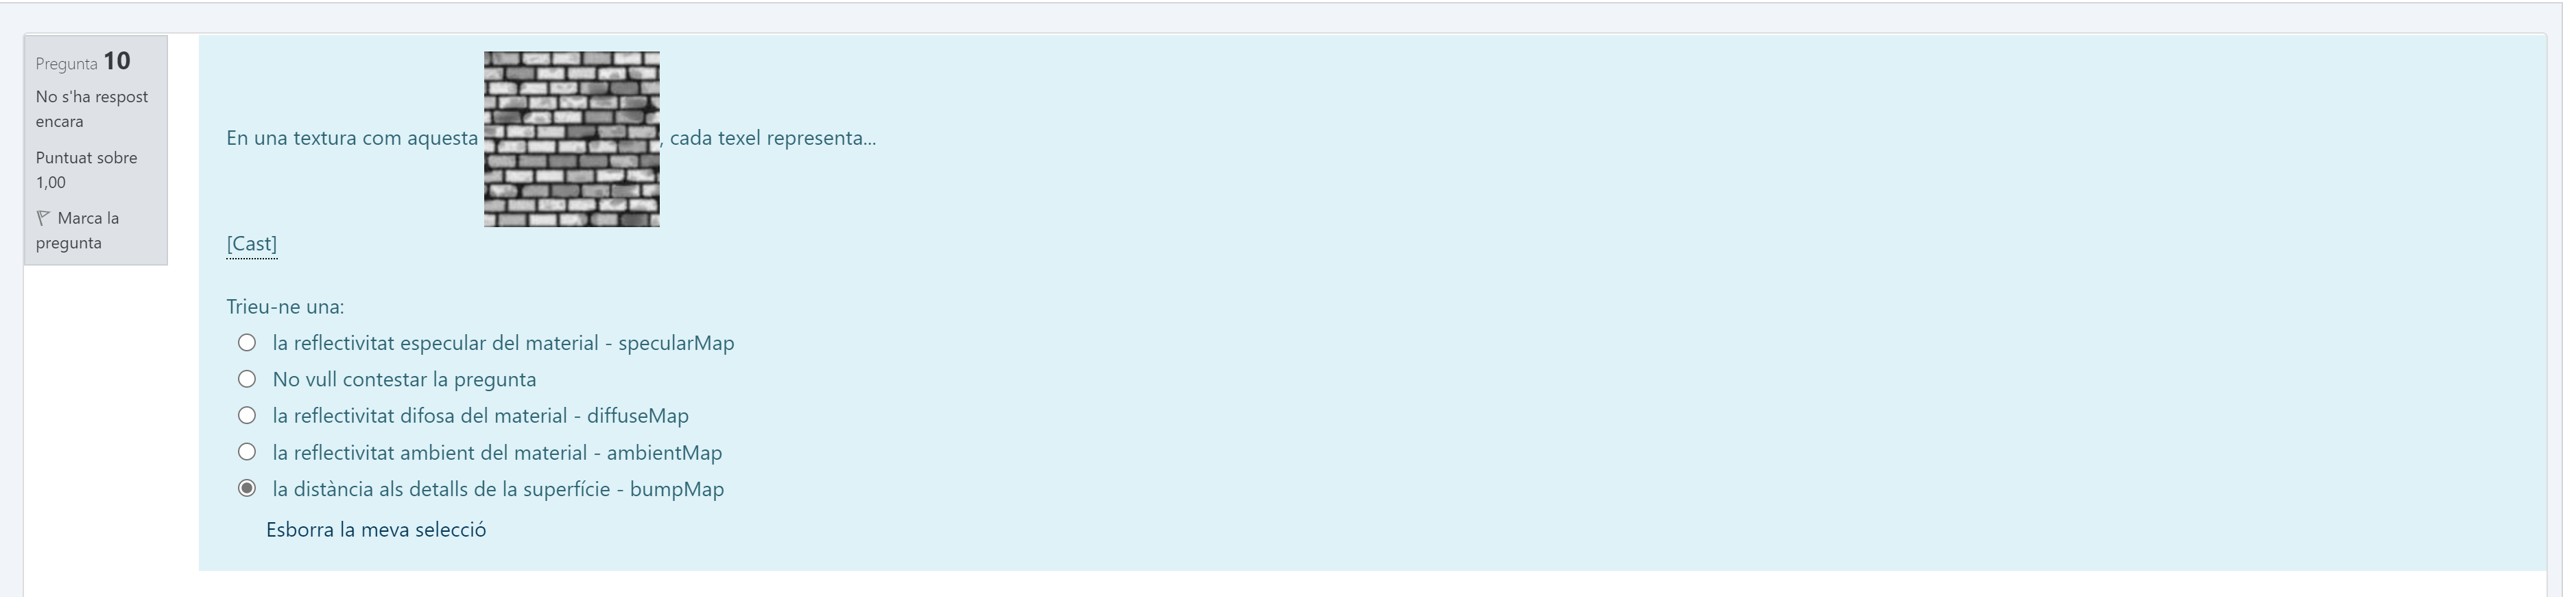 Pregunta 10
No s'ha respost
encara
Puntuat sobre
1,00
Marca la
pregunta
En una textura com aquesta , cada texel representa...
[Cast]
Trieu-ne una:
la reflectivitat especular del material - specularMap
No vull contestar la pregunta
la reflectivitat difosa del material - diffuseMap
la reflectivitat ambient del material - ambientMap
la distància als detalls de la superfície - bumpMap
Esborra la meva selecció